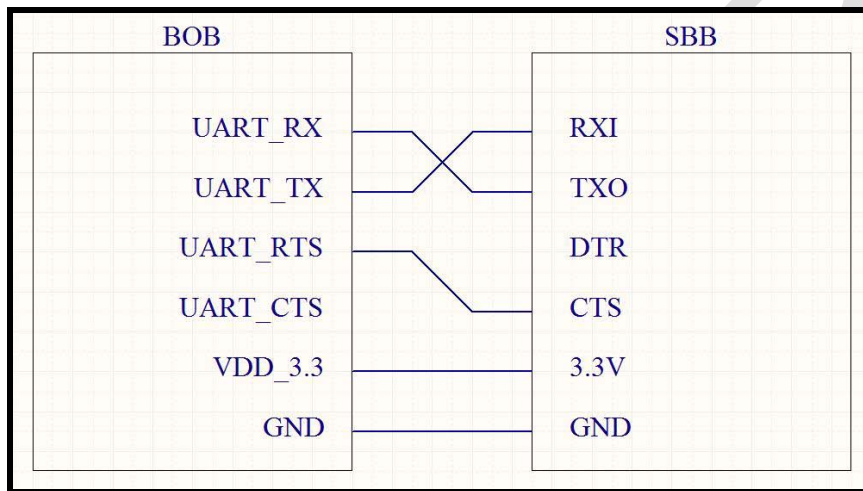 BOB SBB
UART_RX RXI
UART_TX TXO
UART_RTS DTR
UART_CTS CTS
VDD_3.3 3.3V
GND GND